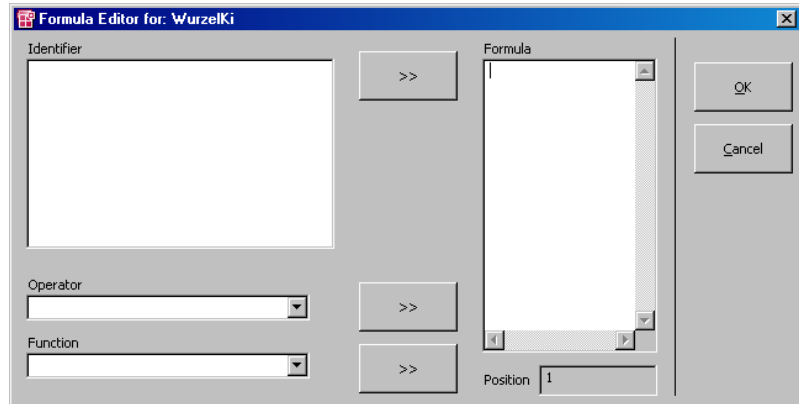 Formula Editor for: WurzelKi
Identifier
>>
Formula
OK
Cancel
Operator
>>
Function
>>
Position 1